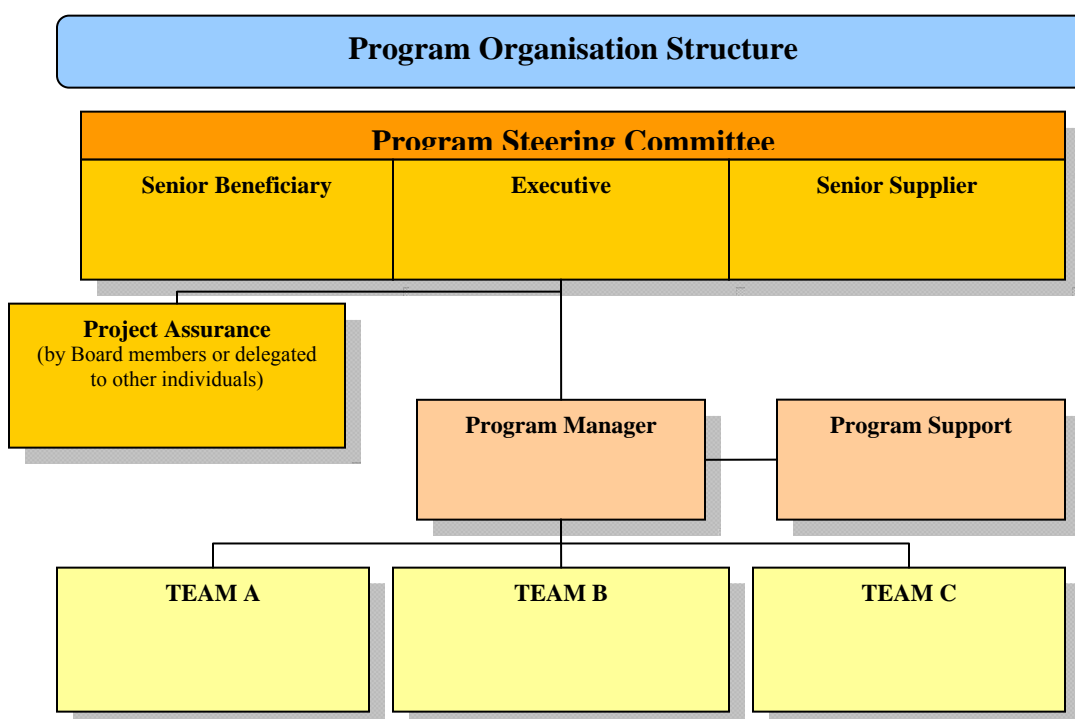 Program Organisation Structure
Program Steering Committee
Senior Beneficiary
Executive
Senior Supplier
Project Assurance
(by Board members or delegated
to other individuals)
Program Manager
Program Support
TEAM A
TEAM B
TEAM C